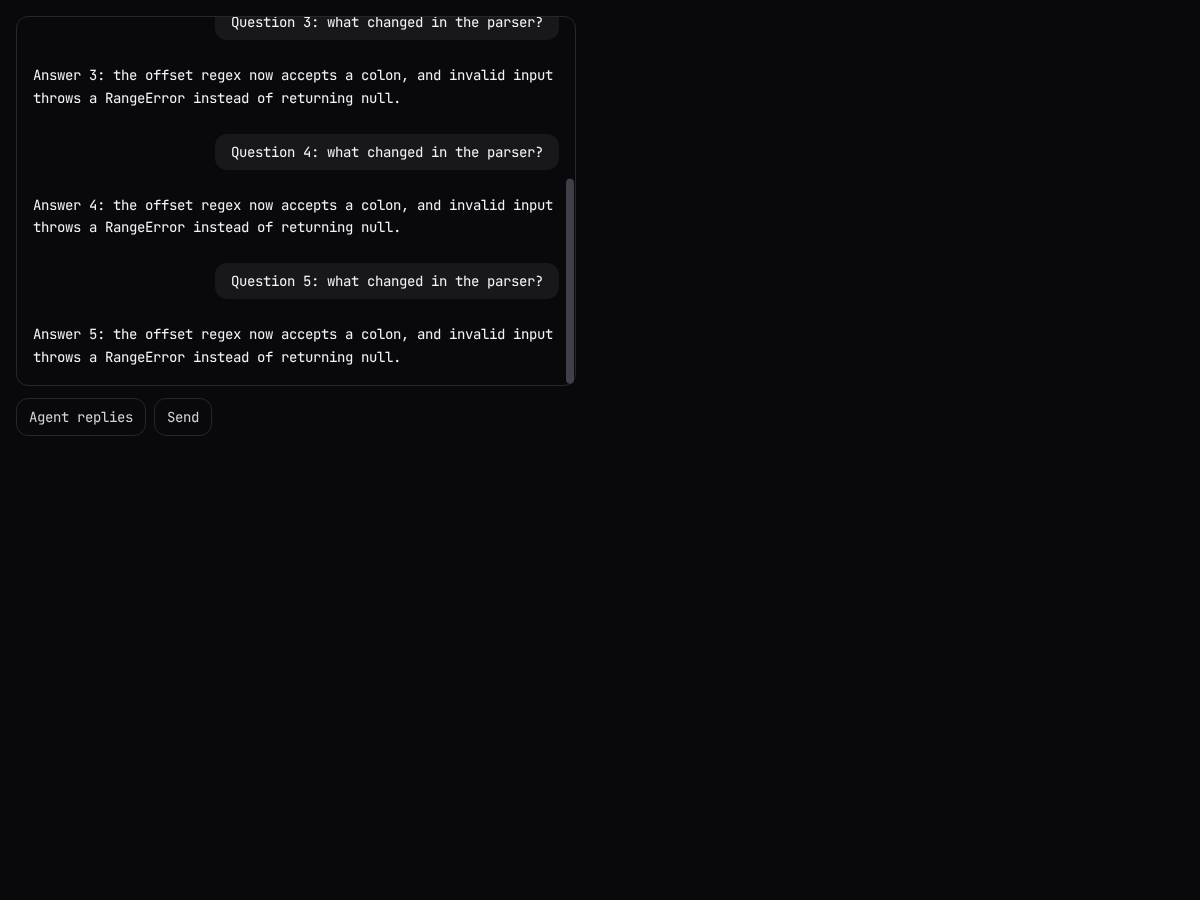 Question 3: what changed in the parser?
Answer 3: the offset regex now accepts a colon, and invalid input
throws a RangeError instead of returning null.
Question 4: what changed in the parser?
Answer 4: the offset regex now accepts a colon, and invalid input
throws a RangeError instead of returning null.
Question 5: what changed in the parser?
Answer 5: the offset regex now accepts a colon, and invalid input
throws a RangeError instead of returning null.
Agent replies
Send